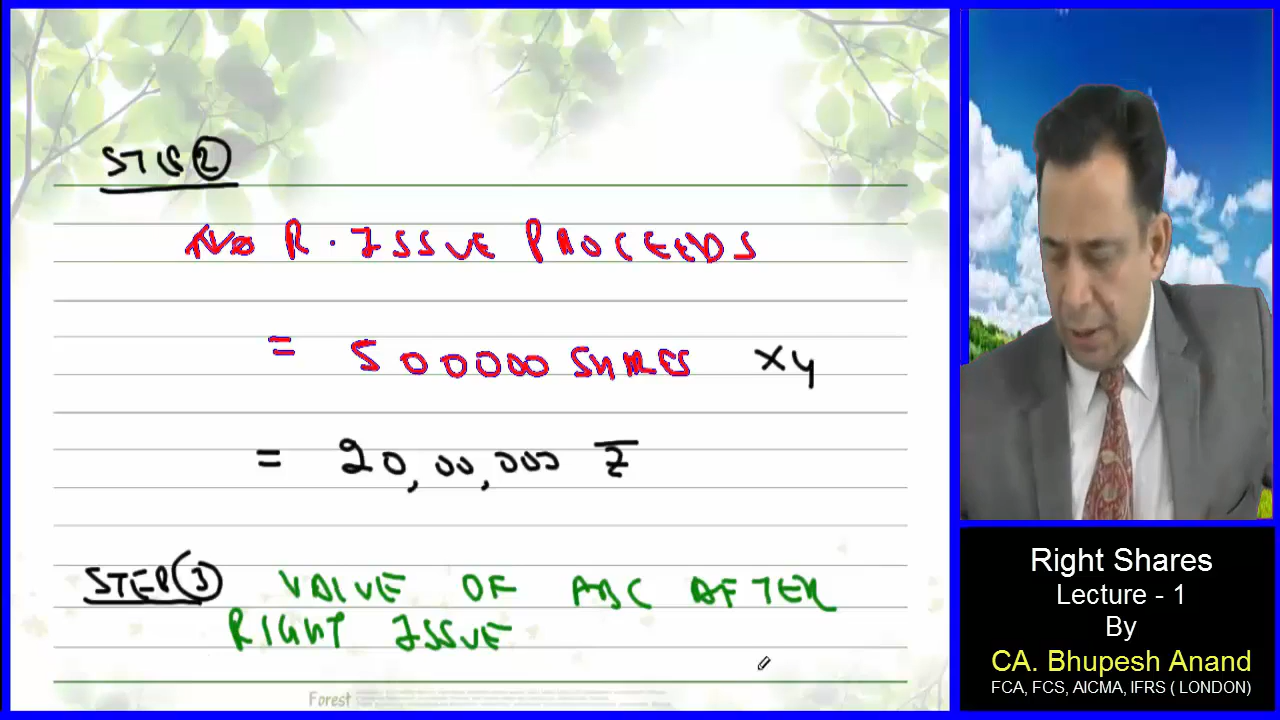 STEP 2
R. ISSUE PROCEEDS
= 500000 SHARES × 4
= 20,00,000
STEP 3 VALUE OF ABC AFTER
RIGHT ISSUE
Forest
Right Shares
Lecture - 1
By
CA. Bhupesh Anand
FCA, FCS, AICMA, IFRS ( LONDON)